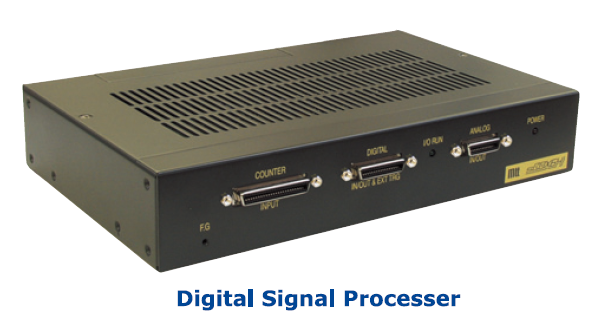 POWER
ANALOG
I/O RUN
IN/OUT
DIGITAL
IN/OUT & EXT TRG
COUNTER
INPUT
F.G
Digital Signal Processer